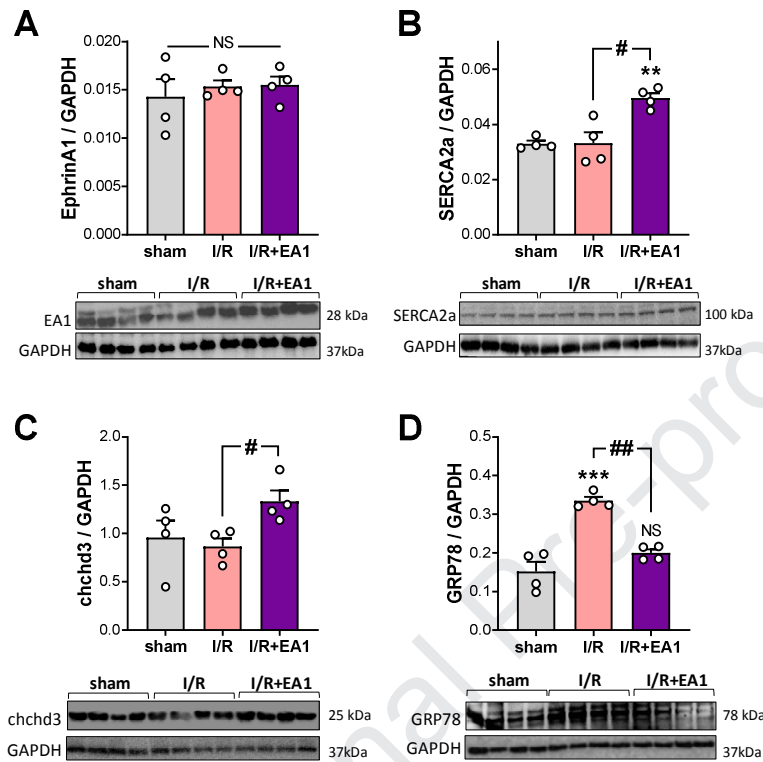 A
EphrinA1 / GAPDH
0.020
0.015
0.010
0.005
0.000
NS
sham I/R I/R+EA1
sham I/R I/R+EA1
EA1 28 kDa
GAPDH 37kDa
B
SERCA2a / GAPDH
0.06
0.04
0.02
0.00
#
**
sham I/R I/R+EA1
sham I/R I/R+EA1
SERCA2a 100 kDa
GAPDH 37kDa
C
chchd3 / GAPDH
2.0
1.5
1.0
0.5
0.0
#
sham I/R I/R+EA1
sham I/R I/R+EA1
chchd3 25 kDa
GAPDH 37kDa
D
GRP78 / GAPDH
0.5
0.4
0.3
0.2
0.1
0.0
##
***
NS
sham I/R I/R+EA1
sham I/R I/R+EA1
GRP78 78 kDa
GAPDH 37kDa
nal Pre-pro